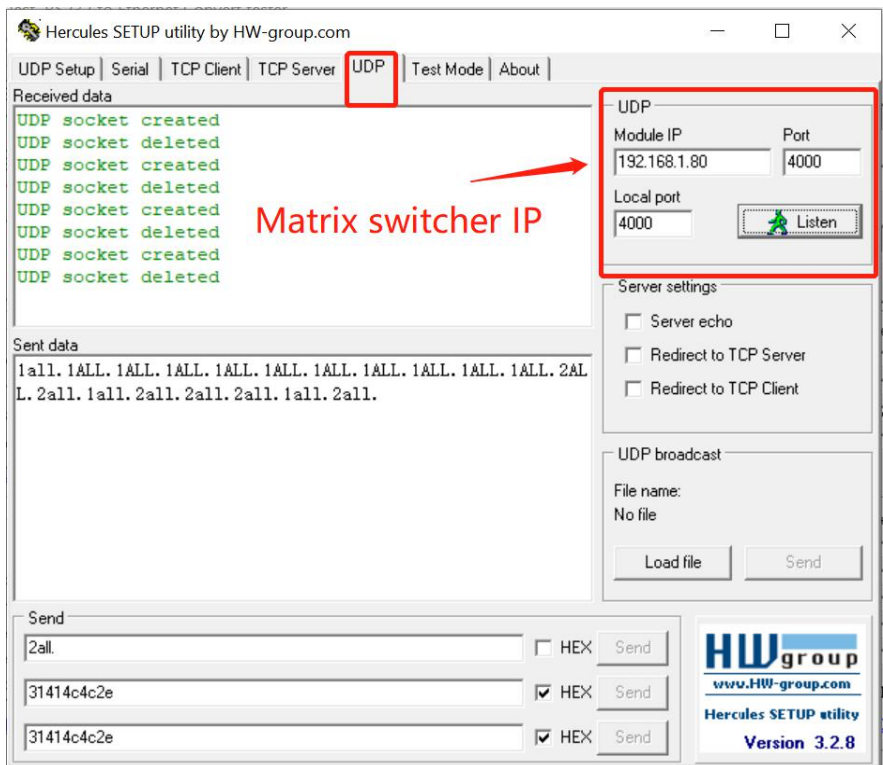 Hercules SETUP utility by HW-group.com
UDP Setup Serial TCP Client TCP Server UDP Test Mode About
Received data
UDP socket created
UDP socket deleted
UDP socket created
UDP socket deleted
UDP socket created
UDP socket deleted
UDP socket created
UDP socket deleted
Matrix switcher IP
UDP
Module IP Port
192.168.1.80 4000
Local port
4000 Listen
Server settings
Server echo
Redirect to TCP Server
Redirect to TCP Client
Sent data
1all. 1ALL. 1ALL. 1ALL. 1ALL. 1ALL. 1ALL. 1ALL. 1ALL. 1ALL. 1ALL. 2AL
L. 2all. 1all. 2all. 2all. 2all. 1all. 2all.
UDP broadcast
File name:
No file
Load file Send
Send
2all. HEX Send
31414c4c2e HEX Send
31414c4c2e HEX Send
HWgroup
www.HW-group.com
Hercules SETUP utility
Version 3.2.8